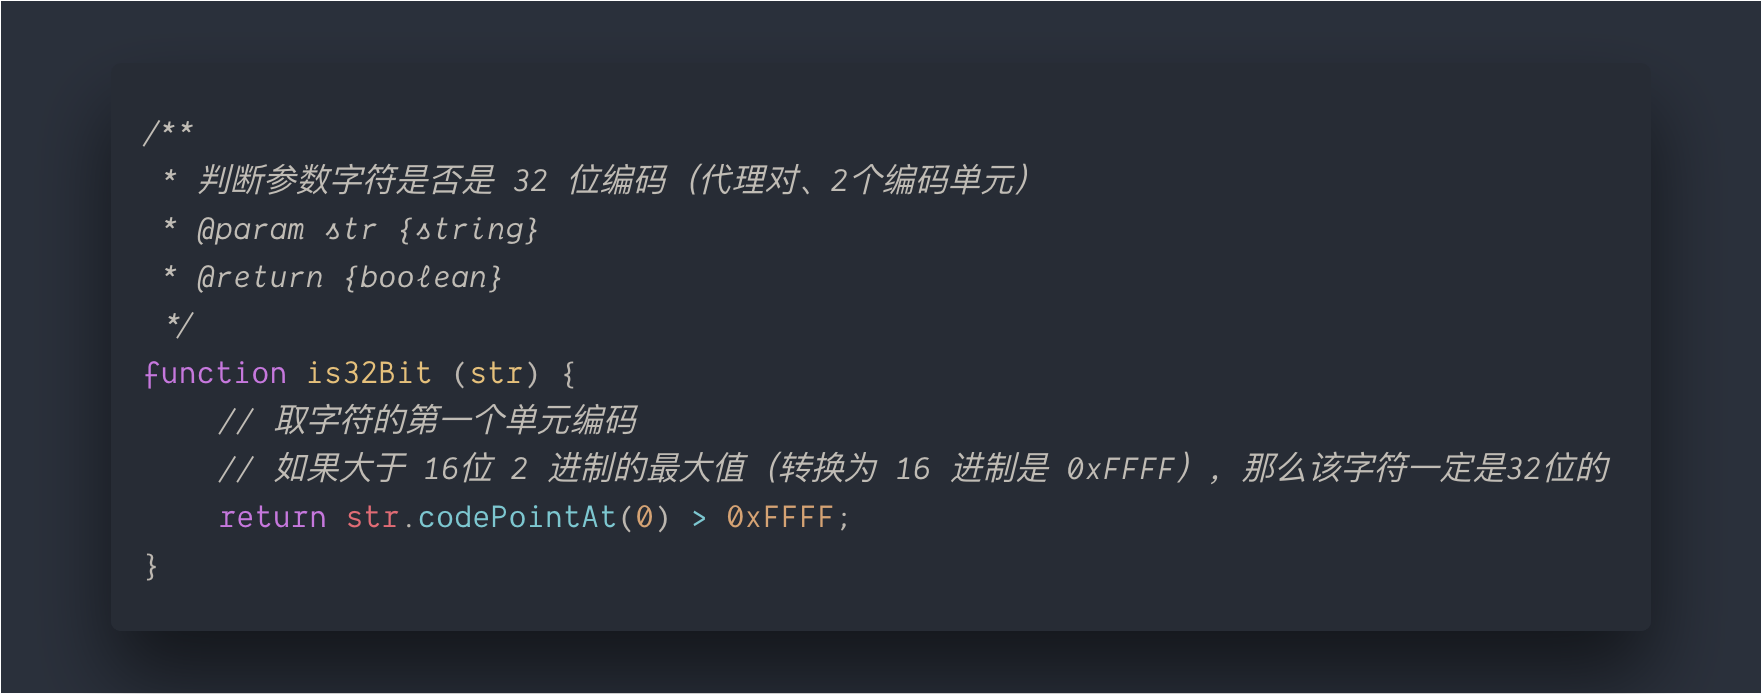 /**
 * 判断参数字符是否是 32 位编码（代理对、2个编码单元）
 * @param str {string}
 * @return {boolean}
 */
function is32Bit (str) {
    // 取字符的第一个单元编码
    // 如果大于 16位 2 进制的最大值（转换为 16 进制是 0xFFFF），那么该字符一定是32位的
    return str.codePointAt(0) > 0xFFFF;
}